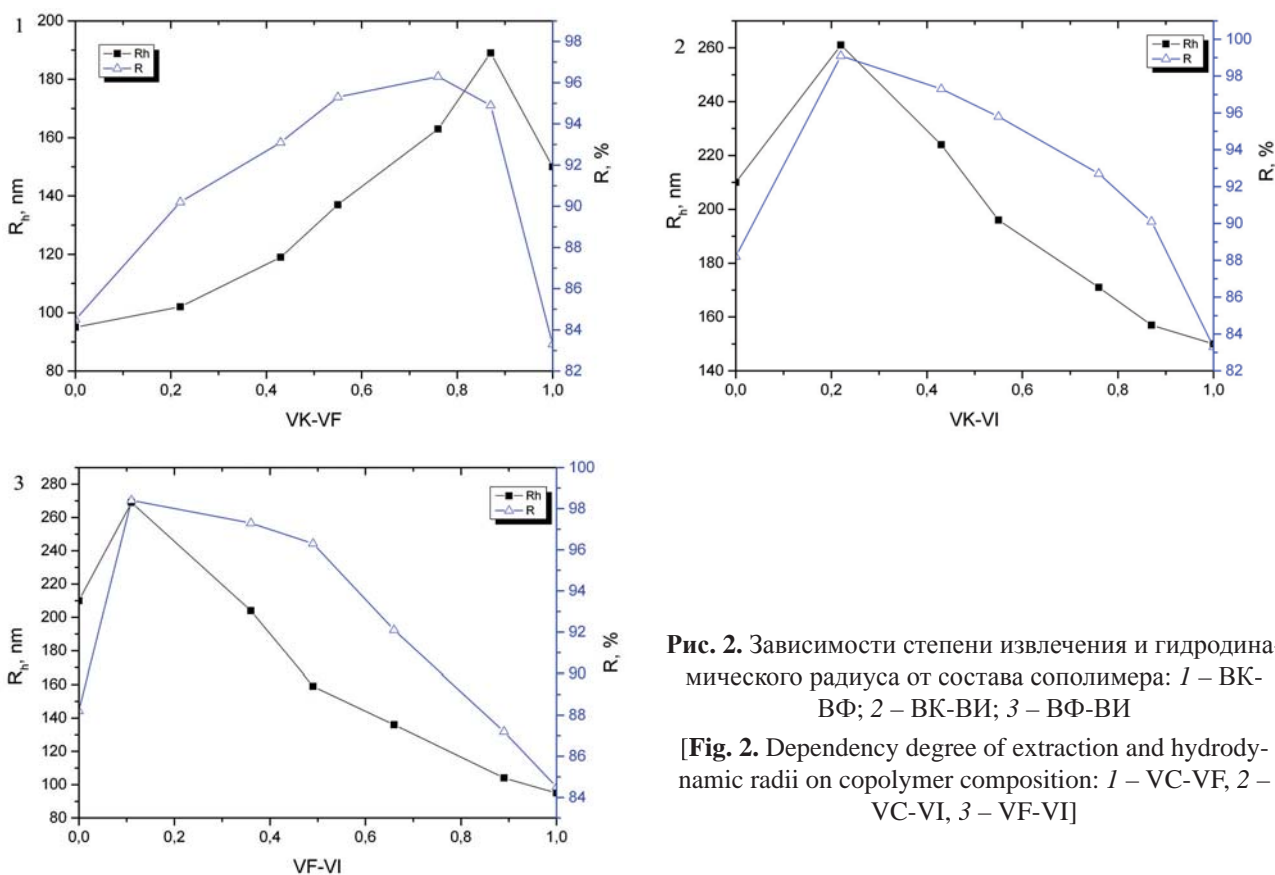 1
200
180
160
140
120
100
80
R_h, nm
Rh
R
98
96
94
92
90
88
86
84
82
R, %
0,0 0,2 0,4 0,6 0,8 1,0
VK-VF
2
260
240
220
200
180
160
140
R_h, nm
Rh
R
100
98
96
94
92
90
88
86
84
82
R, %
0,0 0,2 0,4 0,6 0,8 1,0
VK-VI
3
280
260
240
220
200
180
160
140
120
100
80
R_h, nm
Rh
R
100
98
96
94
92
90
88
86
84
R, %
0,0 0,2 0,4 0,6 0,8 1,0
VF-VI
Рис. 2. Зависимости степени извлечения и гидродина-
мического радиуса от состава сополимера: 1 – ВК-
ВФ; 2 – ВК-ВИ; 3 – ВФ-ВИ
[Fig. 2. Dependency degree of extraction and hydrody-
namic radii on copolymer composition: 1 – VC-VF, 2 –
VC-VI, 3 – VF-VI]